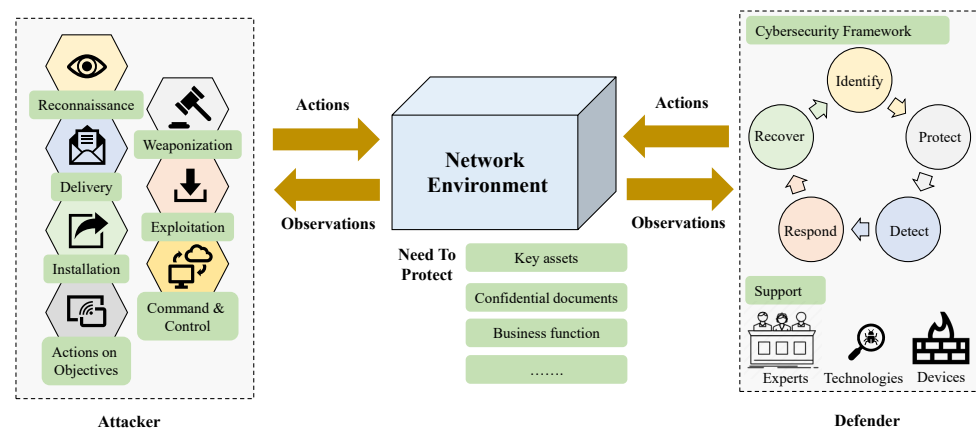 Reconnaissance
Weaponization
Delivery
Exploitation
Installation
Command &
Control
Actions on
Objectives
Attacker
Actions
Observations
Network
Environment
Need To
Protect
Key assets
Confidential documents
Business function
.......
Actions
Observations
Cybersecurity Framework
Identify
Protect
Detect
Respond
Recover
Support
Experts
Technologies
Devices
Defender